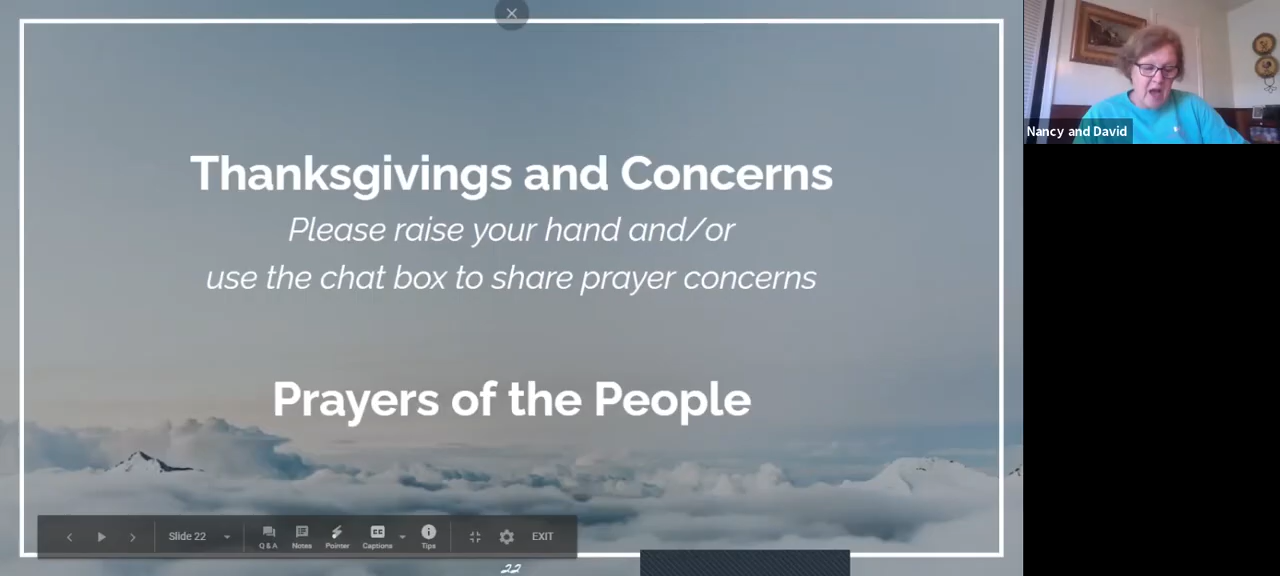 Thanksgivings and Concerns
Please raise your hand and/or
use the chat box to share prayer concerns
Prayers of the People
Nancy and David
Slide 22
Q & A
Notes
Pointer
CC
Captions
Tips
EXIT
22